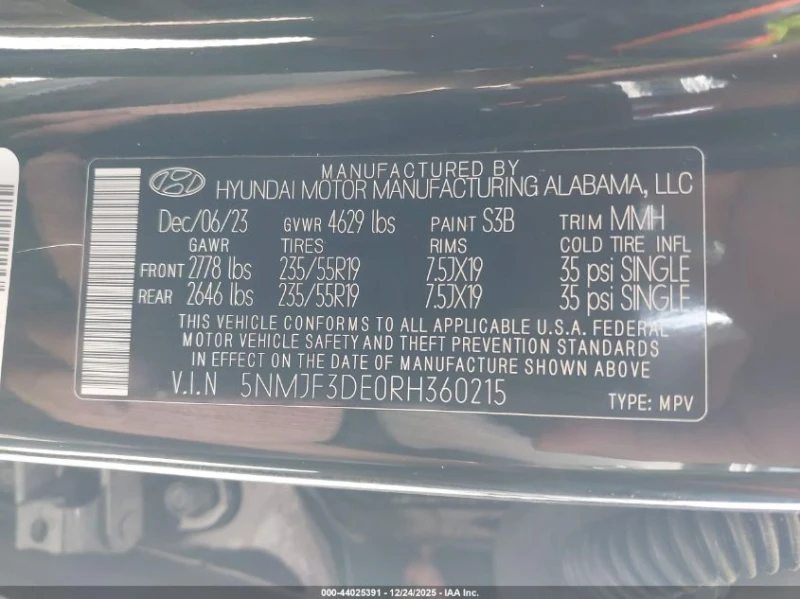 MANUFACTURED BY
HYUNDAI MOTOR MANUFACTURING ALABAMA, LLC
Dec/06/23 GVWR 4629 lbs PAINT S3B TRIM MMH
GAWR TIRES RIMS COLD TIRE INFL
FRONT 2778 lbs 235/55R19 7.5JX19 35 psi SINGLE
REAR 2646 lbs 235/55R19 7.5JX19 35 psi SINGLE
THIS VEHICLE CONFORMS TO ALL APPLICABLE U.S.A. FEDERAL
MOTOR VEHICLE SAFETY AND THEFT PREVENTION STANDARDS
IN EFFECT ON THE DATE OF MANUFACTURE SHOWN ABOVE
V.I.N 5NMJF3DE0RH360215 TYPE: MPV
000-44025391 - 12/24/2025 - IAA Inc.